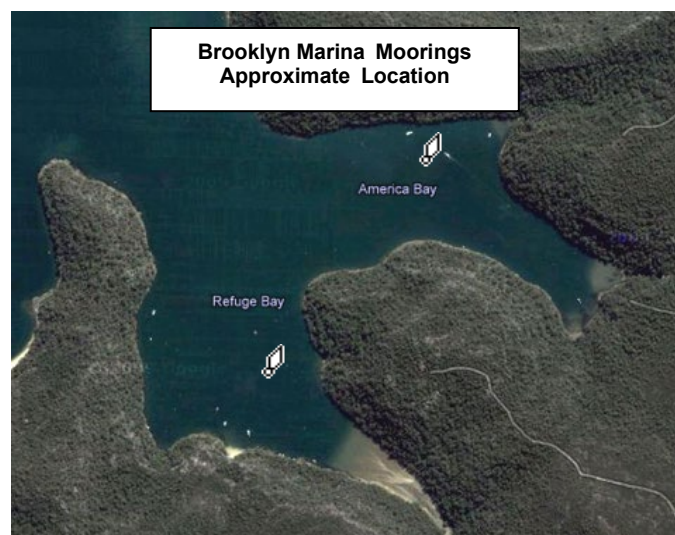 Brooklyn Marina Moorings
Approximate Location
America Bay
Refuge Bay